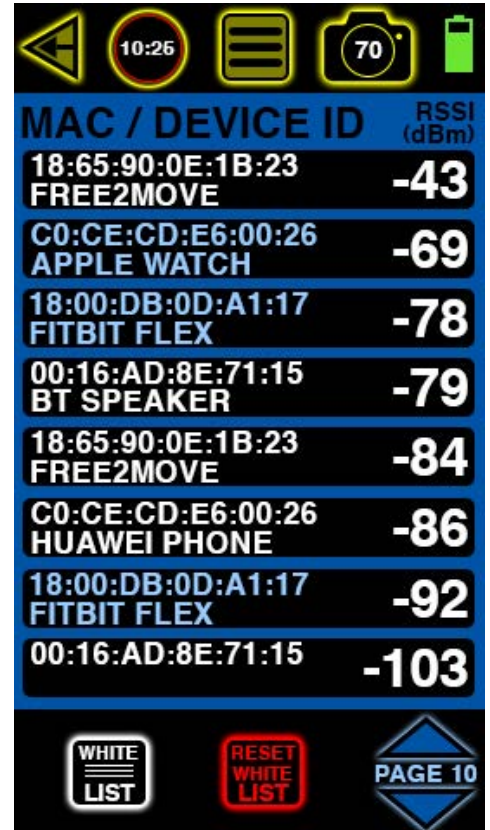 10:25
70
MAC / DEVICE ID
RSSI
(dBm)
18:65:90:0E:1B:23
FREE2MOVE
-43
C0:CE:CD:E6:00:26
APPLE WATCH
-69
18:00:DB:0D:A1:17
FITBIT FLEX
-78
00:16:AD:8E:71:15
BT SPEAKER
-79
18:65:90:0E:1B:23
FREE2MOVE
-84
C0:CE:CD:E6:00:26
HUAWEI PHONE
-86
18:00:DB:0D:A1:17
FITBIT FLEX
-92
00:16:AD:8E:71:15
-103
WHITE
LIST
RESET
WHITE
LIST
PAGE 10